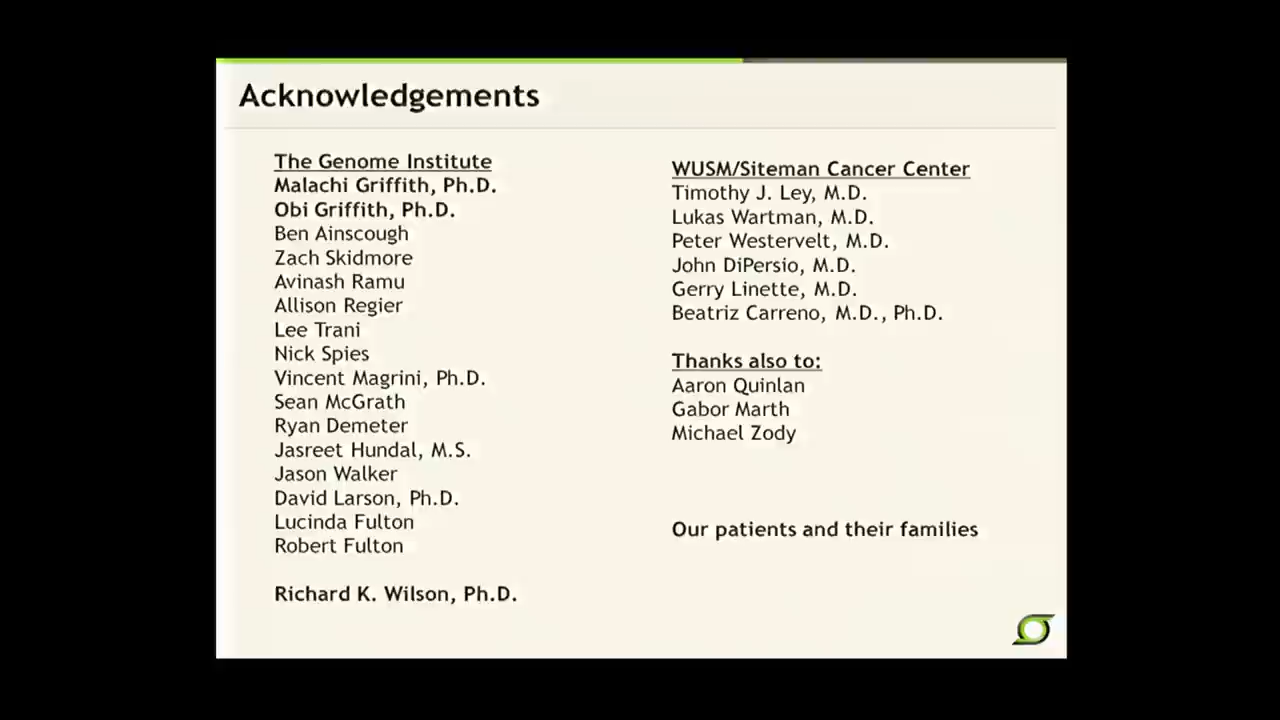 Acknowledgements
The Genome Institute
Malachi Griffith, Ph.D.
Obi Griffith, Ph.D.
Ben Ainscough
Zach Skidmore
Avinash Ramu
Allison Regier
Lee Trani
Nick Spies
Vincent Magrini, Ph.D.
Sean McGrath
Ryan Demeter
Jasreet Hundal, M.S.
Jason Walker
David Larson, Ph.D.
Lucinda Fulton
Robert Fulton
Richard K. Wilson, Ph.D.
WUSM/Siteman Cancer Center
Timothy J. Ley, M.D.
Lukas Wartman, M.D.
Peter Westervelt, M.D.
John DiPersio, M.D.
Gerry Linette, M.D.
Beatriz Carreno, M.D., Ph.D.
Thanks also to:
Aaron Quinlan
Gabor Marth
Michael Zody
Our patients and their families